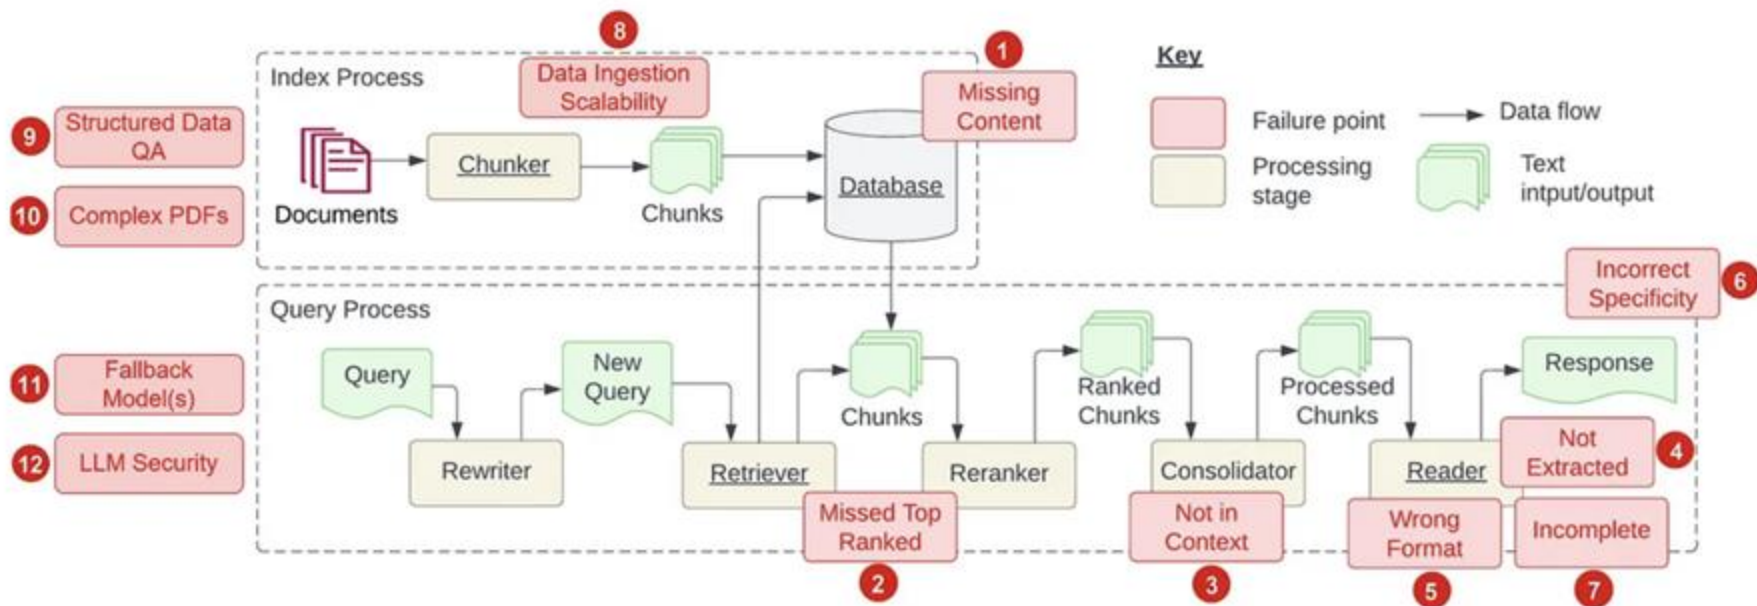 8
1
Index Process
Data Ingestion
Scalability
Missing
Content
Key
9
Structured Data
QA
Failure point
Data flow
Documents
Chunker
Chunks
Database
Processing
stage
Text
intput/output
10
Complex PDFs
Incorrect
Specificity
6
Query Process
11
Fallback
Model(s)
Query
New
Query
Chunks
Ranked
Chunks
Processed
Chunks
Response
12
LLM Security
Rewriter
Retriever
Reranker
Consolidator
Reader
Not
Extracted
4
Missed Top
Ranked
Not in
Context
Wrong
Format
Incomplete
2
3
5
7